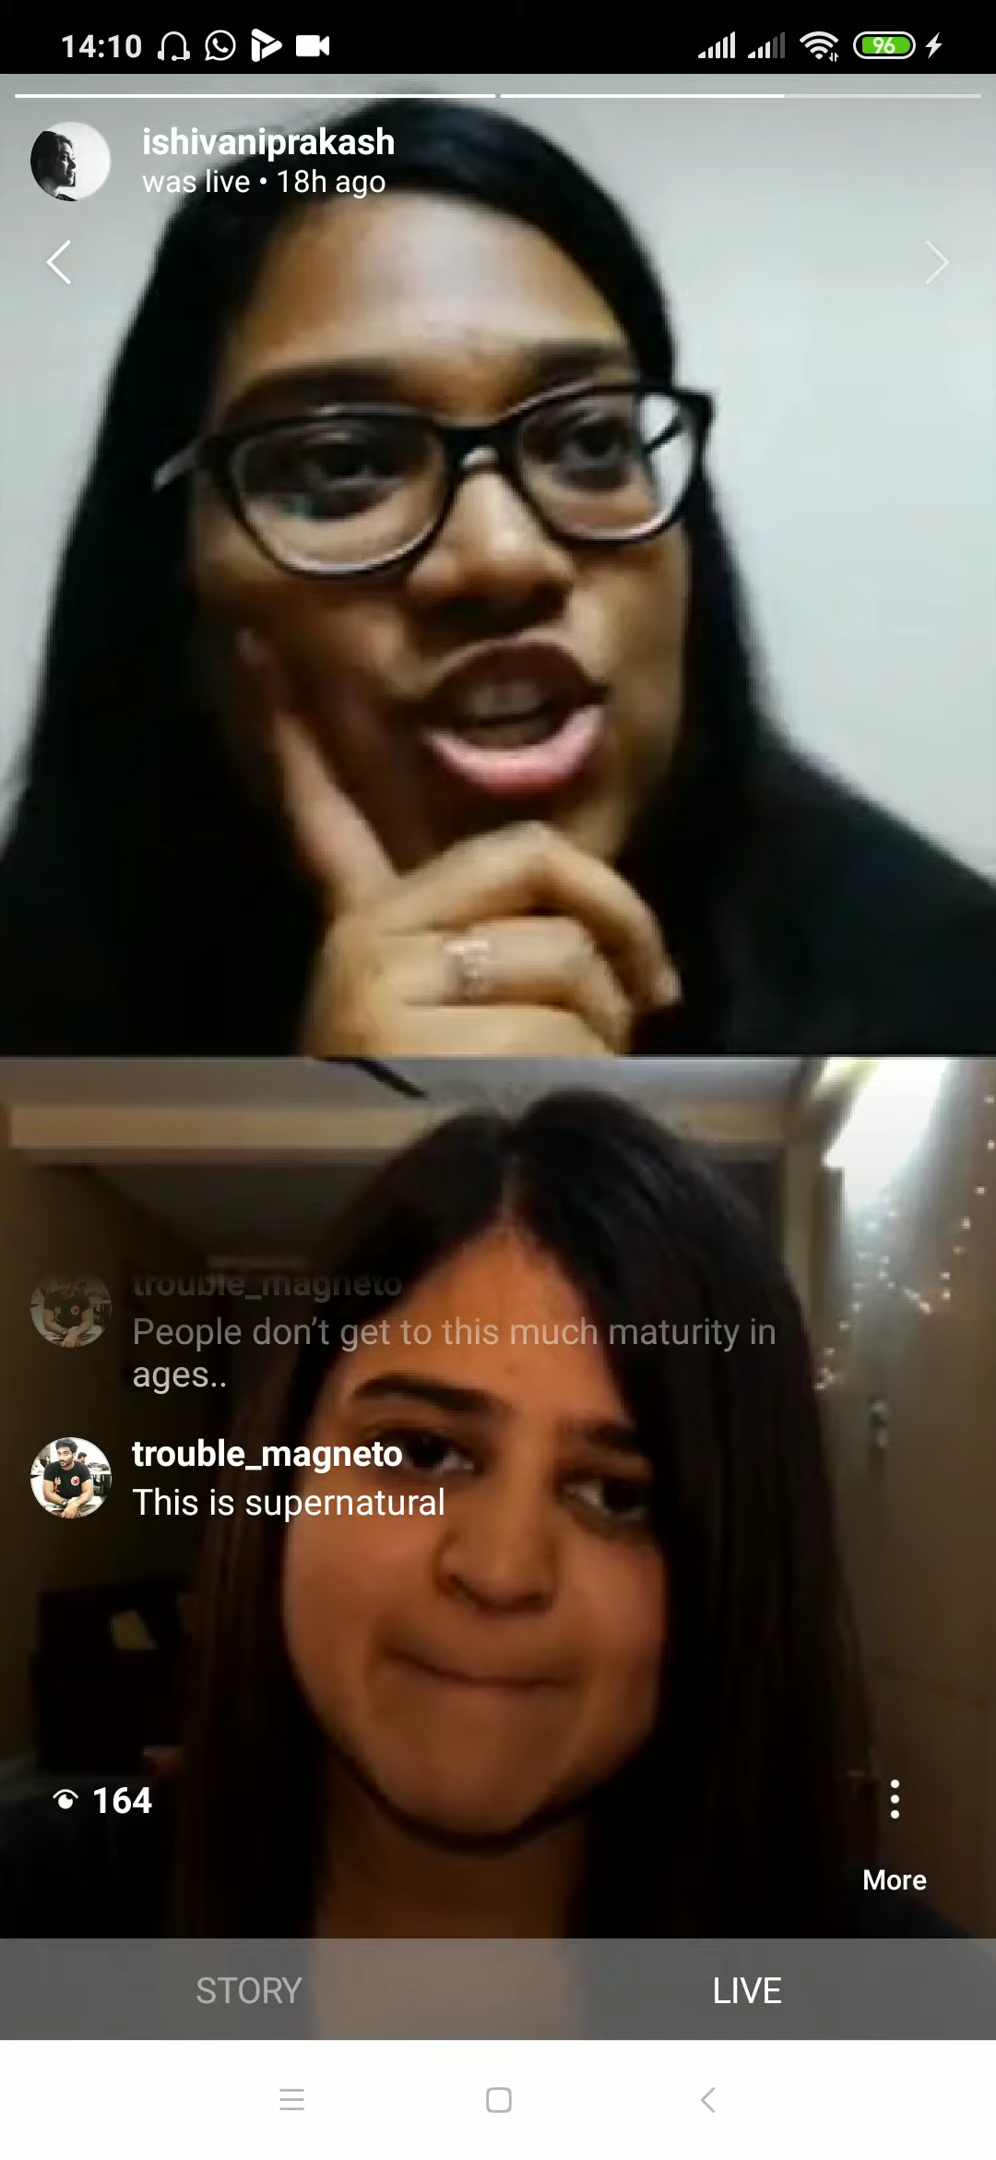 14:10
96
ishivaniprakash
was live • 18h ago
trouble_magneto
People don’t get to this much maturity in
ages..
trouble_magneto
This is supernatural
164
More
STORY
LIVE